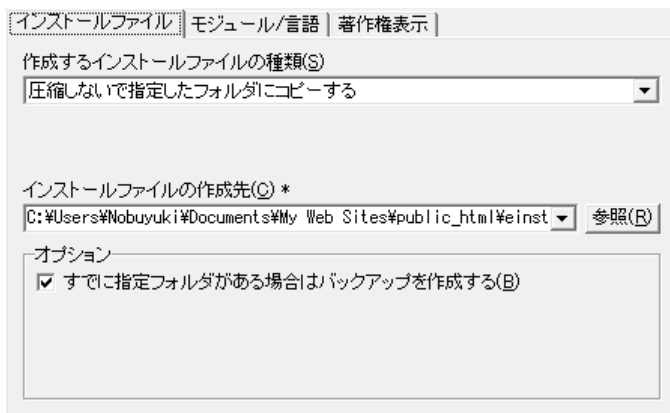 インストールファイル モジュール/言語 著作権表示
作成するインストールファイルの種類(S)
圧縮しないで指定したフォルダにコピーする
インストールファイルの作成先(C) *
C:¥Users¥Nobuyuki¥Documents¥My Web Sites¥public_html¥einst 参照(R)
オプション
すでに指定フォルダがある場合はバックアップを作成する(B)